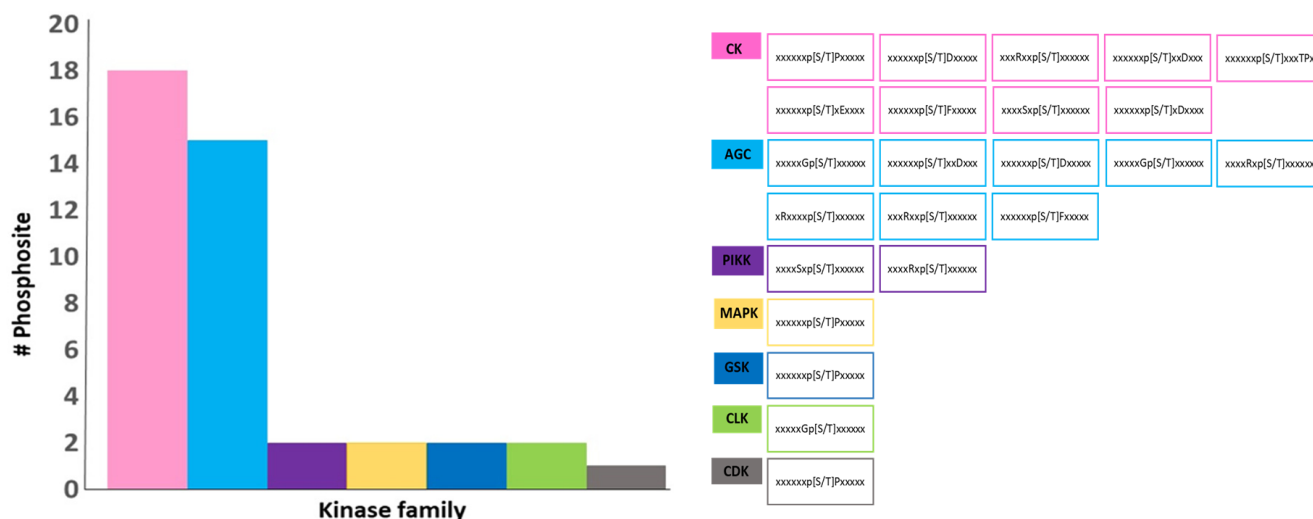 20
18
16
14
12
10
8
6
4
2
0
# Phosphosite
Kinase family
CK xxxxxxp[S/T]Pxxxxx xxxxxxp[S/T]Dxxxxx xxxRxxp[S/T]xxxxxx xxxxxxp[S/T]xxDxxx xxxxxxp[S/T]xxxTPx
xxxxxxp[S/T]xExxxx xxxxxxp[S/T]Fxxxxx xxxxSxp[S/T]xxxxxx xxxxxxp[S/T]xDxxxx
AGC xxxxxGp[S/T]xxxxxx xxxxxxp[S/T]xxDxxx xxxxxxp[S/T]Dxxxxx xxxxxGp[S/T]xxxxxx xxxxRxp[S/T]xxxxxx
xRxxxxp[S/T]xxxxxx xxxRxxp[S/T]xxxxxx xxxxxxp[S/T]Fxxxxx
PIKK xxxxSxp[S/T]xxxxxx xxxxRxp[S/T]xxxxxx
MAPK xxxxxxp[S/T]Pxxxxx
GSK xxxxxxp[S/T]Pxxxxx
CLK xxxxxGp[S/T]xxxxxx
CDK xxxxxxp[S/T]Pxxxxx